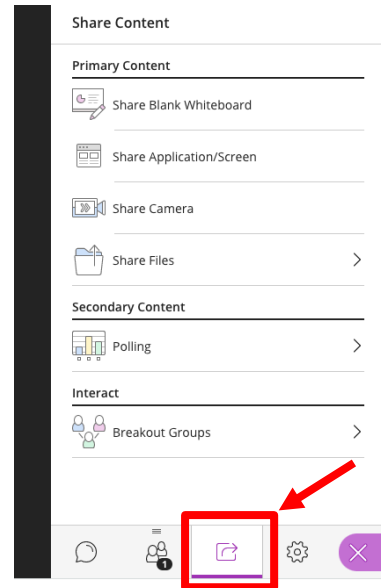 Share Content
Primary Content
Share Blank Whiteboard
Share Application/Screen
Share Camera
Share Files
Secondary Content
Polling
Interact
Breakout Groups
1